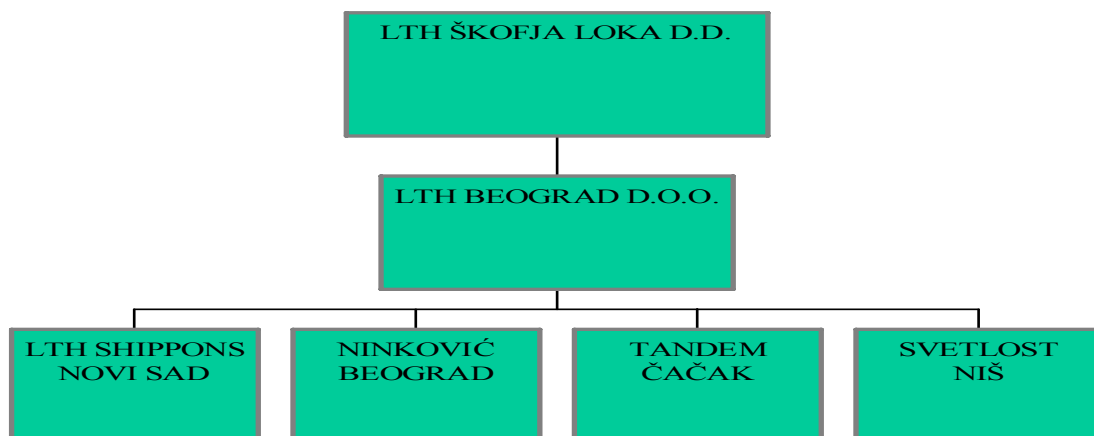 LTH ŠKOFJA LOKA D.D.
LTH BEOGRAD D.O.O.
LTH SHIPPONS
NOVI SAD
NINKOVIĆ
BEOGRAD
TANDEM
ČAČAK
SVETLOST
NIŠ